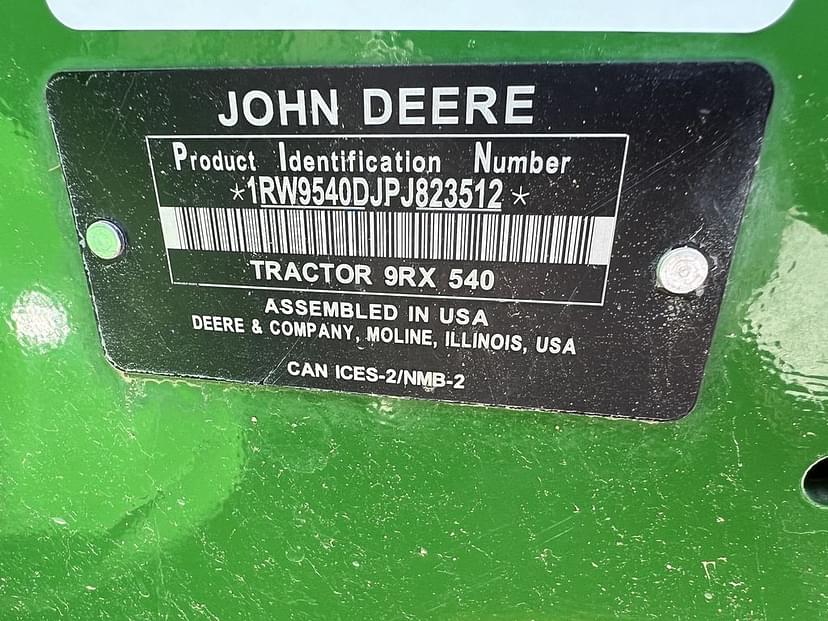 JOHN DEERE
Product Identification Number
*1RW9540DJPJ823512*
TRACTOR 9RX 540
ASSEMBLED IN USA
DEERE & COMPANY, MOLINE, ILLINOIS, USA
CAN ICES-2/NMB-2